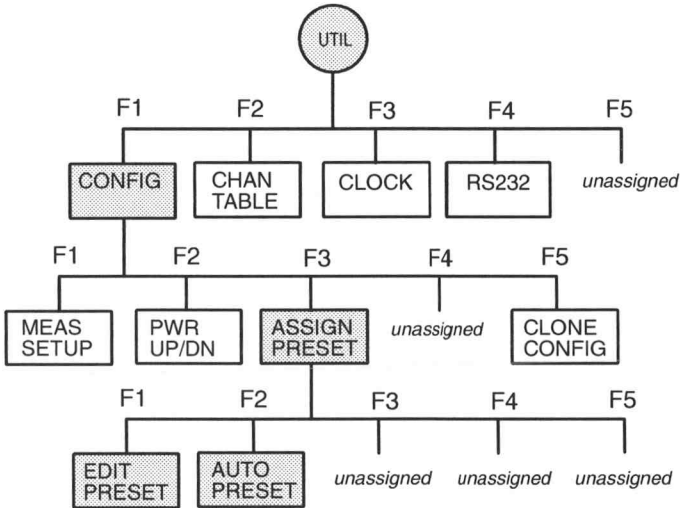 UTIL
F1 F2 F3 F4 F5
CONFIG CHAN TABLE CLOCK RS232 unassigned
F1 F2 F3 F4 F5
MEAS SETUP PWR UP/DN ASSIGN PRESET unassigned CLONE CONFIG
F1 F2 F3 F4 F5
EDIT PRESET AUTO PRESET unassigned unassigned unassigned